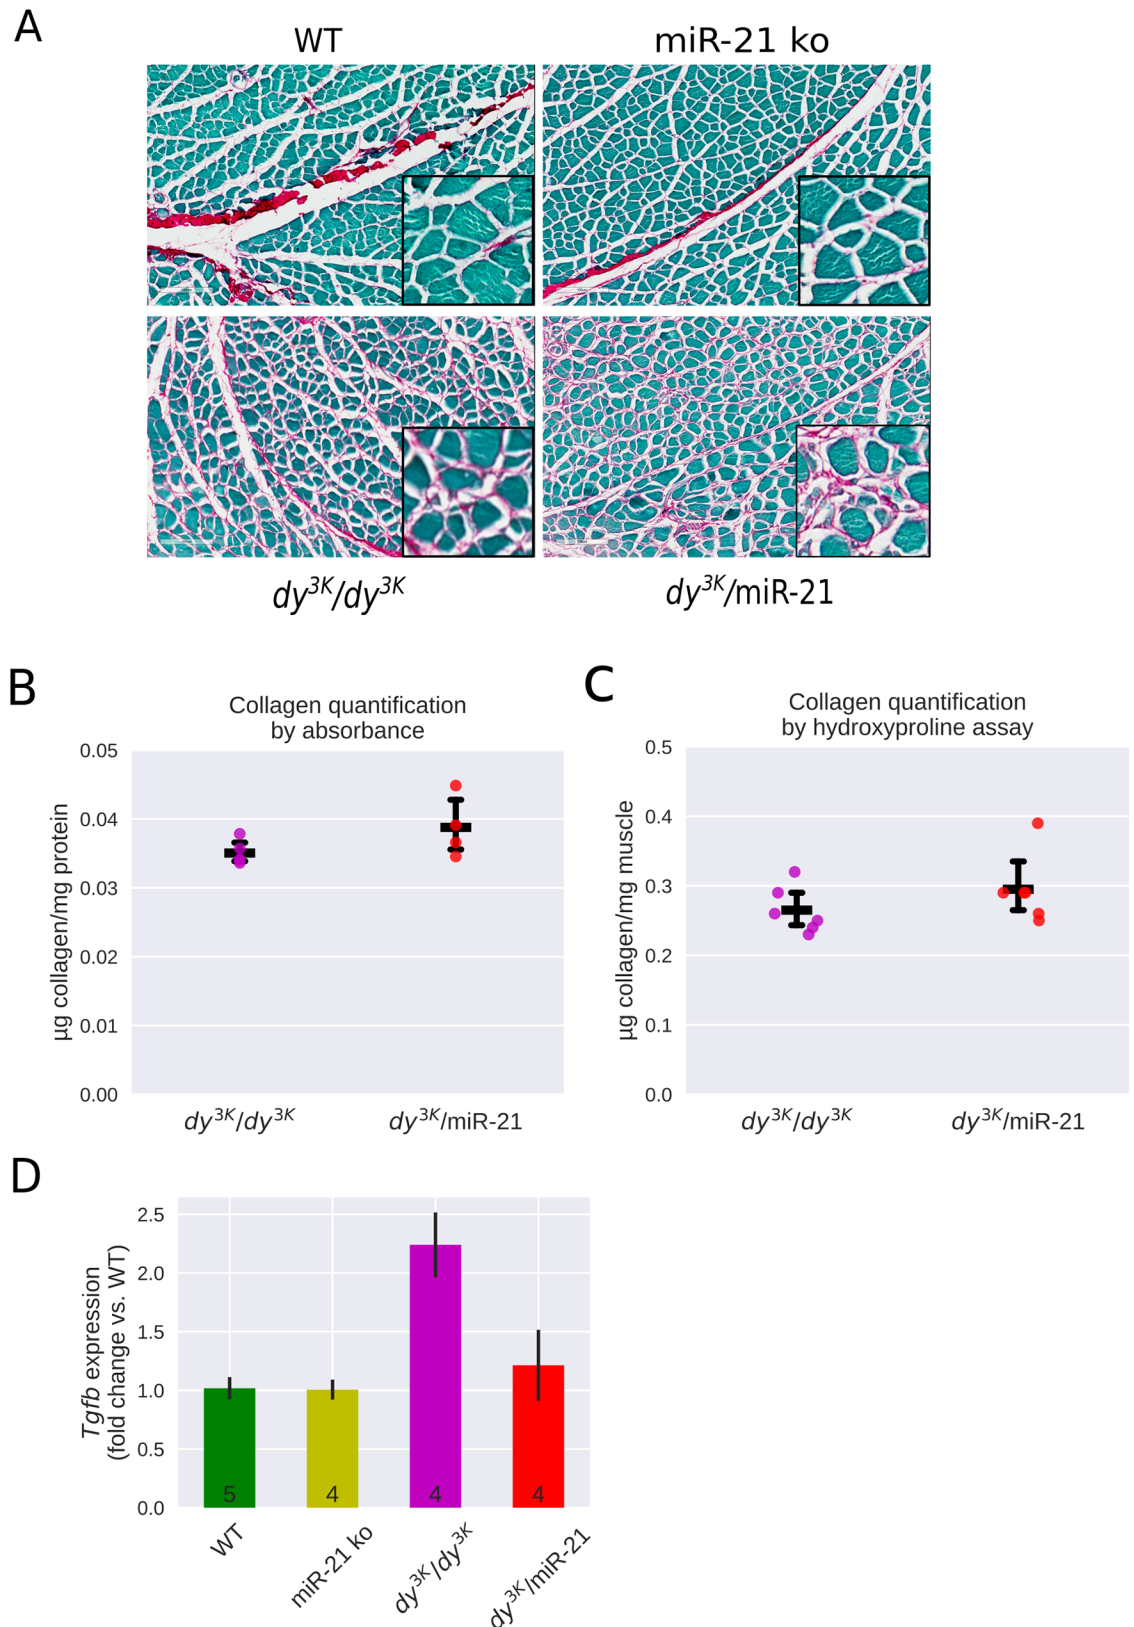 A
WT
miR-21 ko
dy3K/dy3K
dy3K/miR-21
B
Collagen quantification
by absorbance
µg collagen/mg protein
0.05
0.04
0.03
0.02
0.01
0.00
dy3K/dy3K
dy3K/miR-21
C
Collagen quantification
by hydroxyproline assay
µg collagen/mg muscle
0.5
0.4
0.3
0.2
0.1
0.0
dy3K/dy3K
dy3K/miR-21
D
Tgfb expression
(fold change vs. WT)
2.5
2.0
1.5
1.0
0.5
0.0
5
4
4
4
WT
miR-21 ko
dy3K/dy3K
dy3K/miR-21